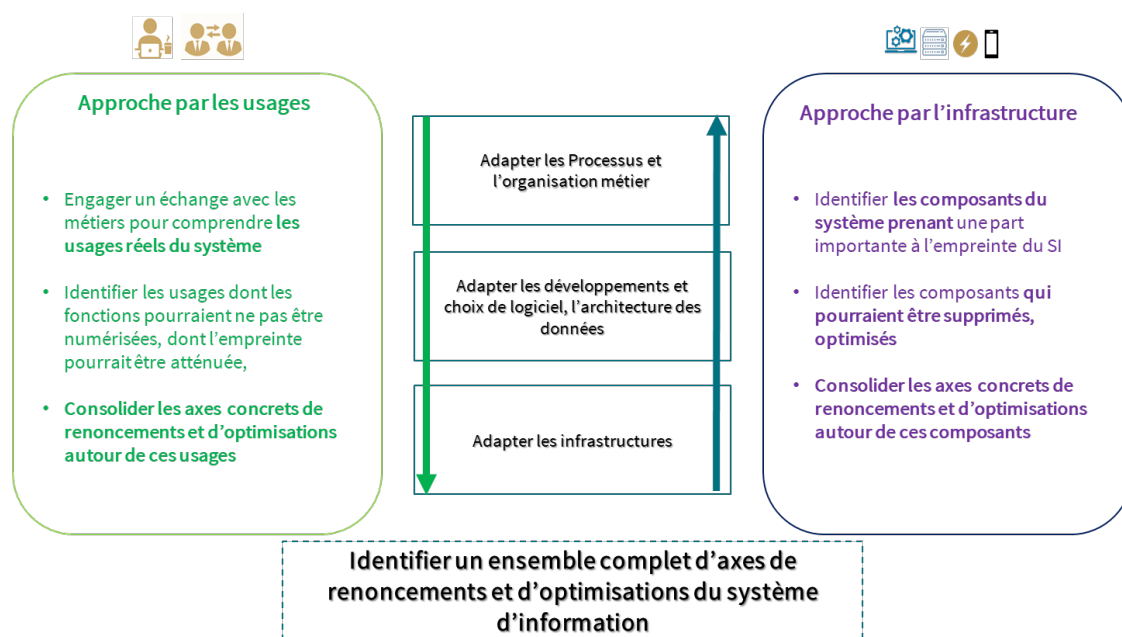 Approche par les usages
• Engager un échange avec les
métiers pour comprendre les
usages réels du système
• Identifier les usages dont les
fonctions pourraient ne pas être
numérisées, dont l'empreinte
pourrait être atténuée,
• Consolider les axes concrets de
renoncements et d'optimisations
autour de ces usages
Adapter les Processus et
l'organisation métier
Adapter les développements et
choix de logiciel, l'architecture des
données
Adapter les infrastructures
Approche par l'infrastructure
• Identifier les composants du
système prenant une part
importante à l'empreinte du SI
• Identifier les composants qui
pourraient être supprimés,
optimisés
• Consolider les axes concrets de
renoncements et d'optimisations
autour de ces composants
Identifier un ensemble complet d'axes de
renoncements et d'optimisations du système
d'information